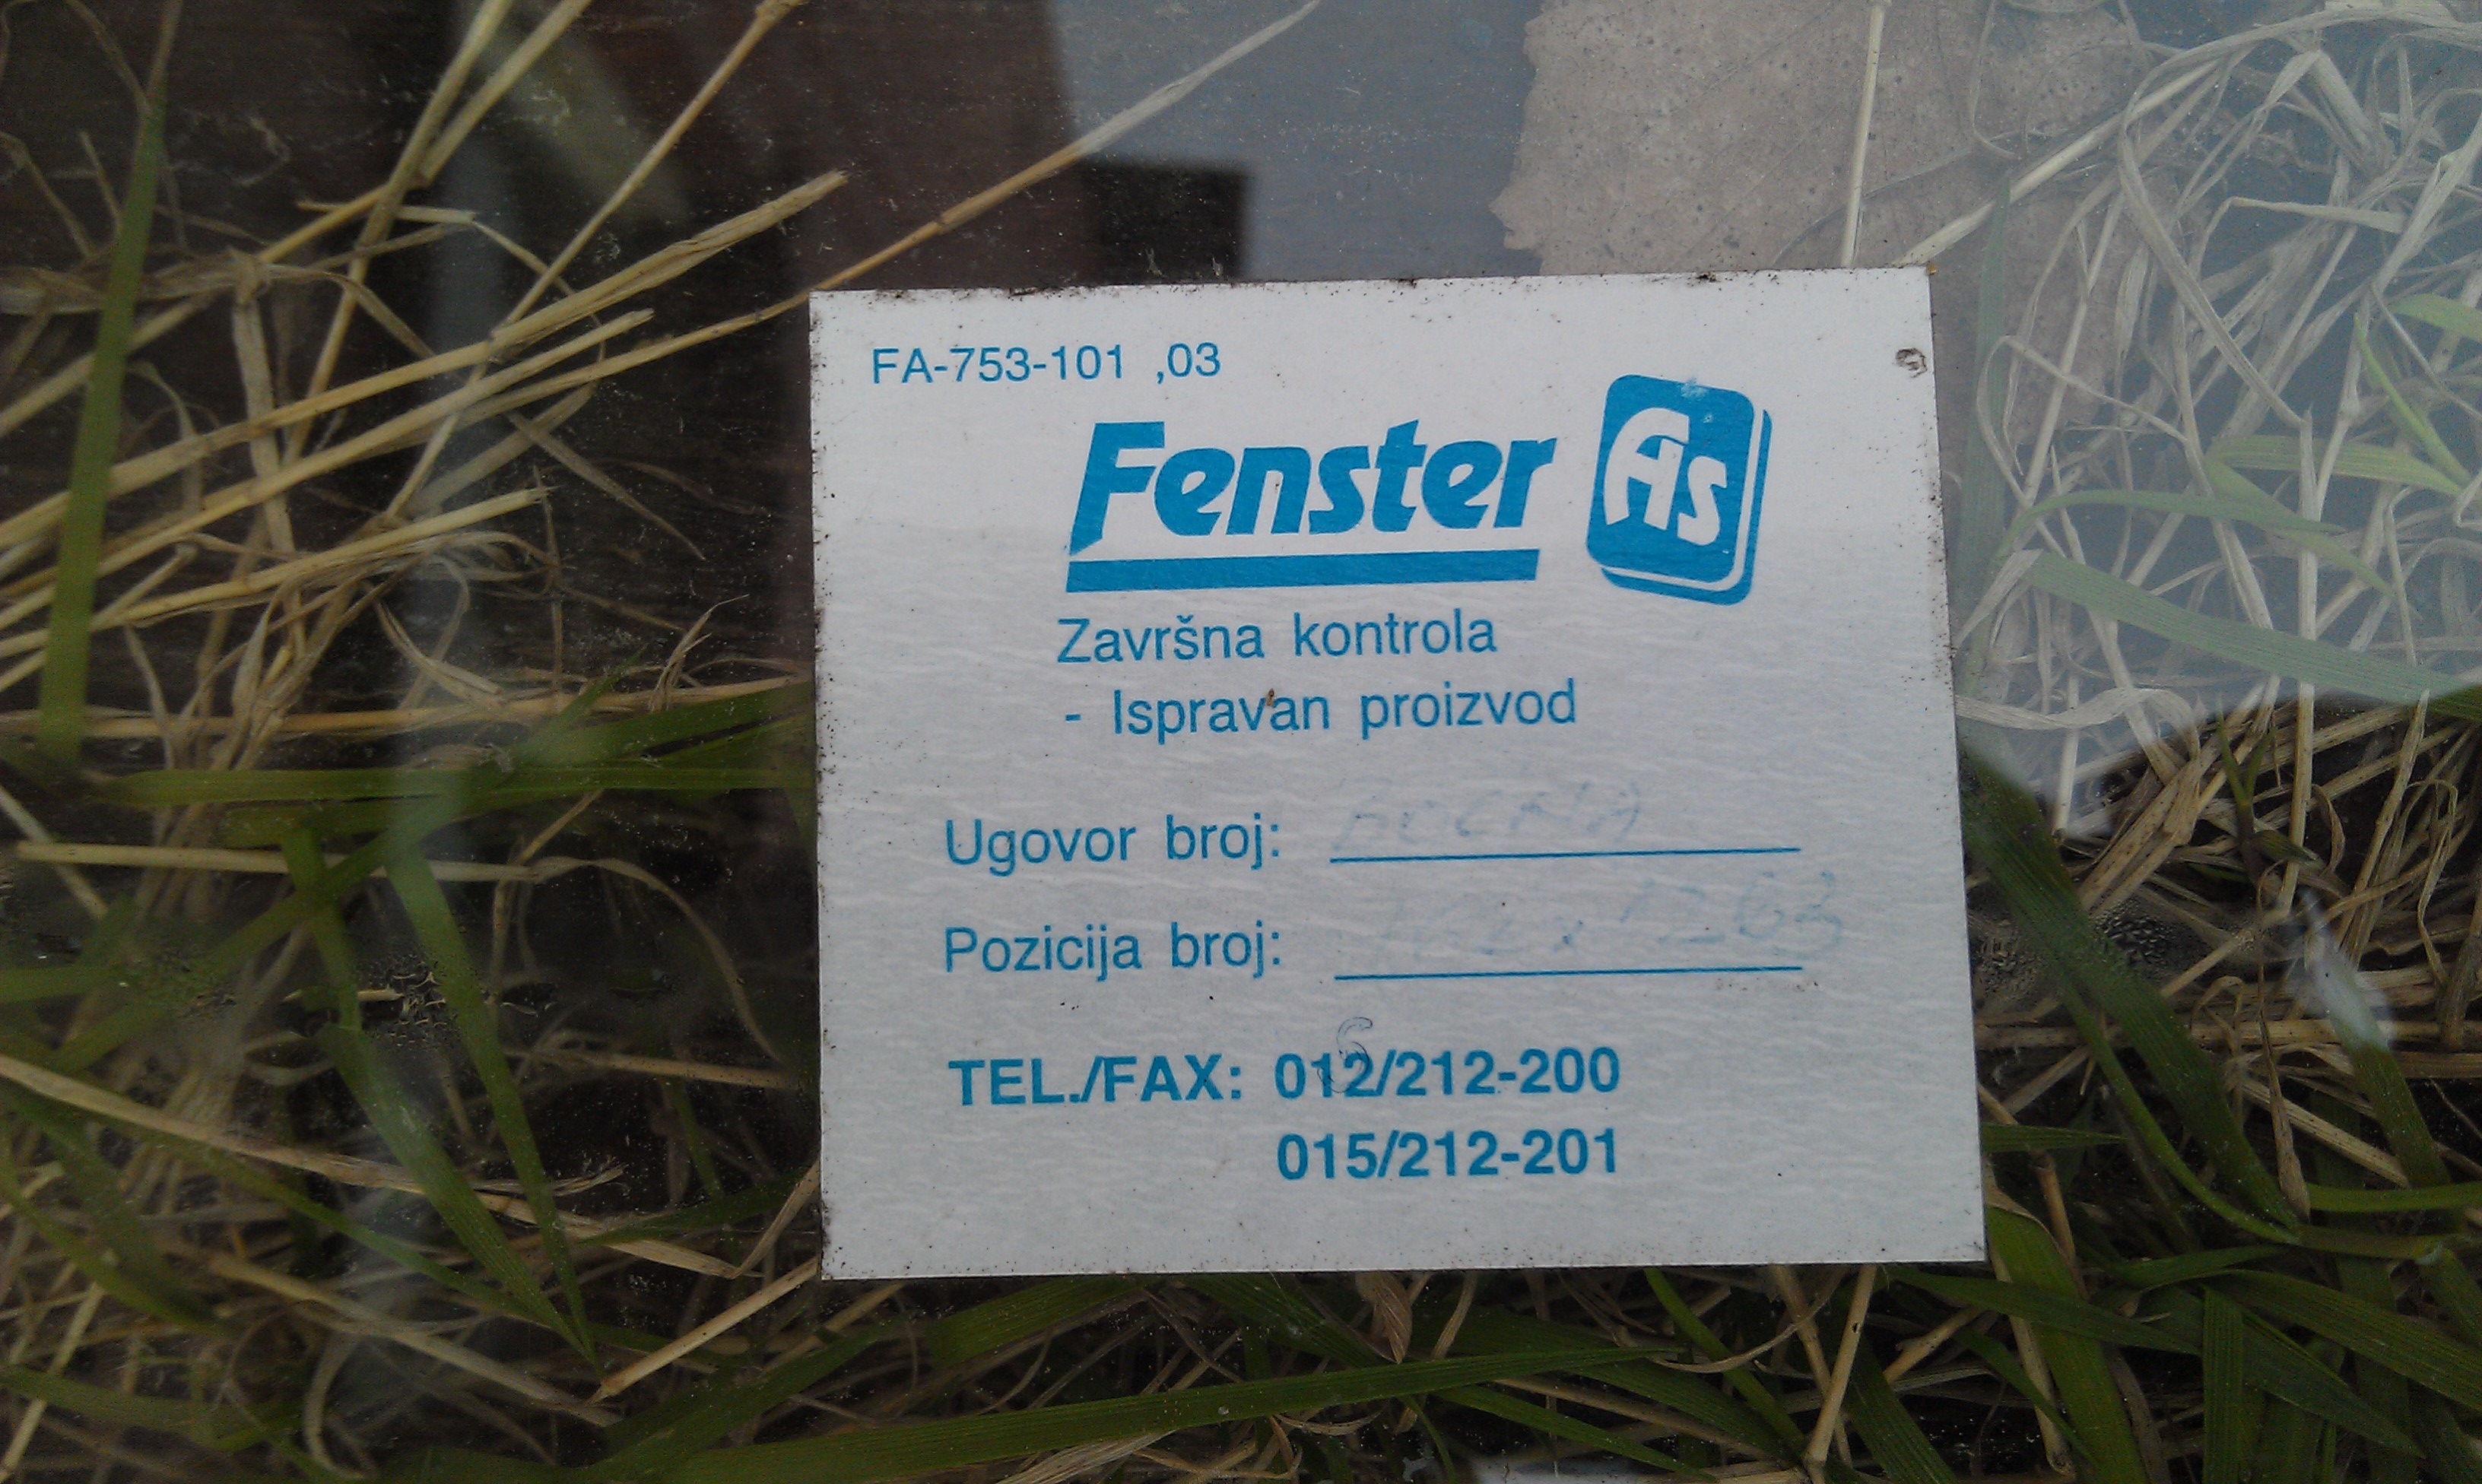 FA-753-101 ,03
Fenster As
Završna kontrola
- Ispravan proizvod
Ugovor broj:
Pozicija broj:
TEL./FAX: 012/212-200
015/212-201